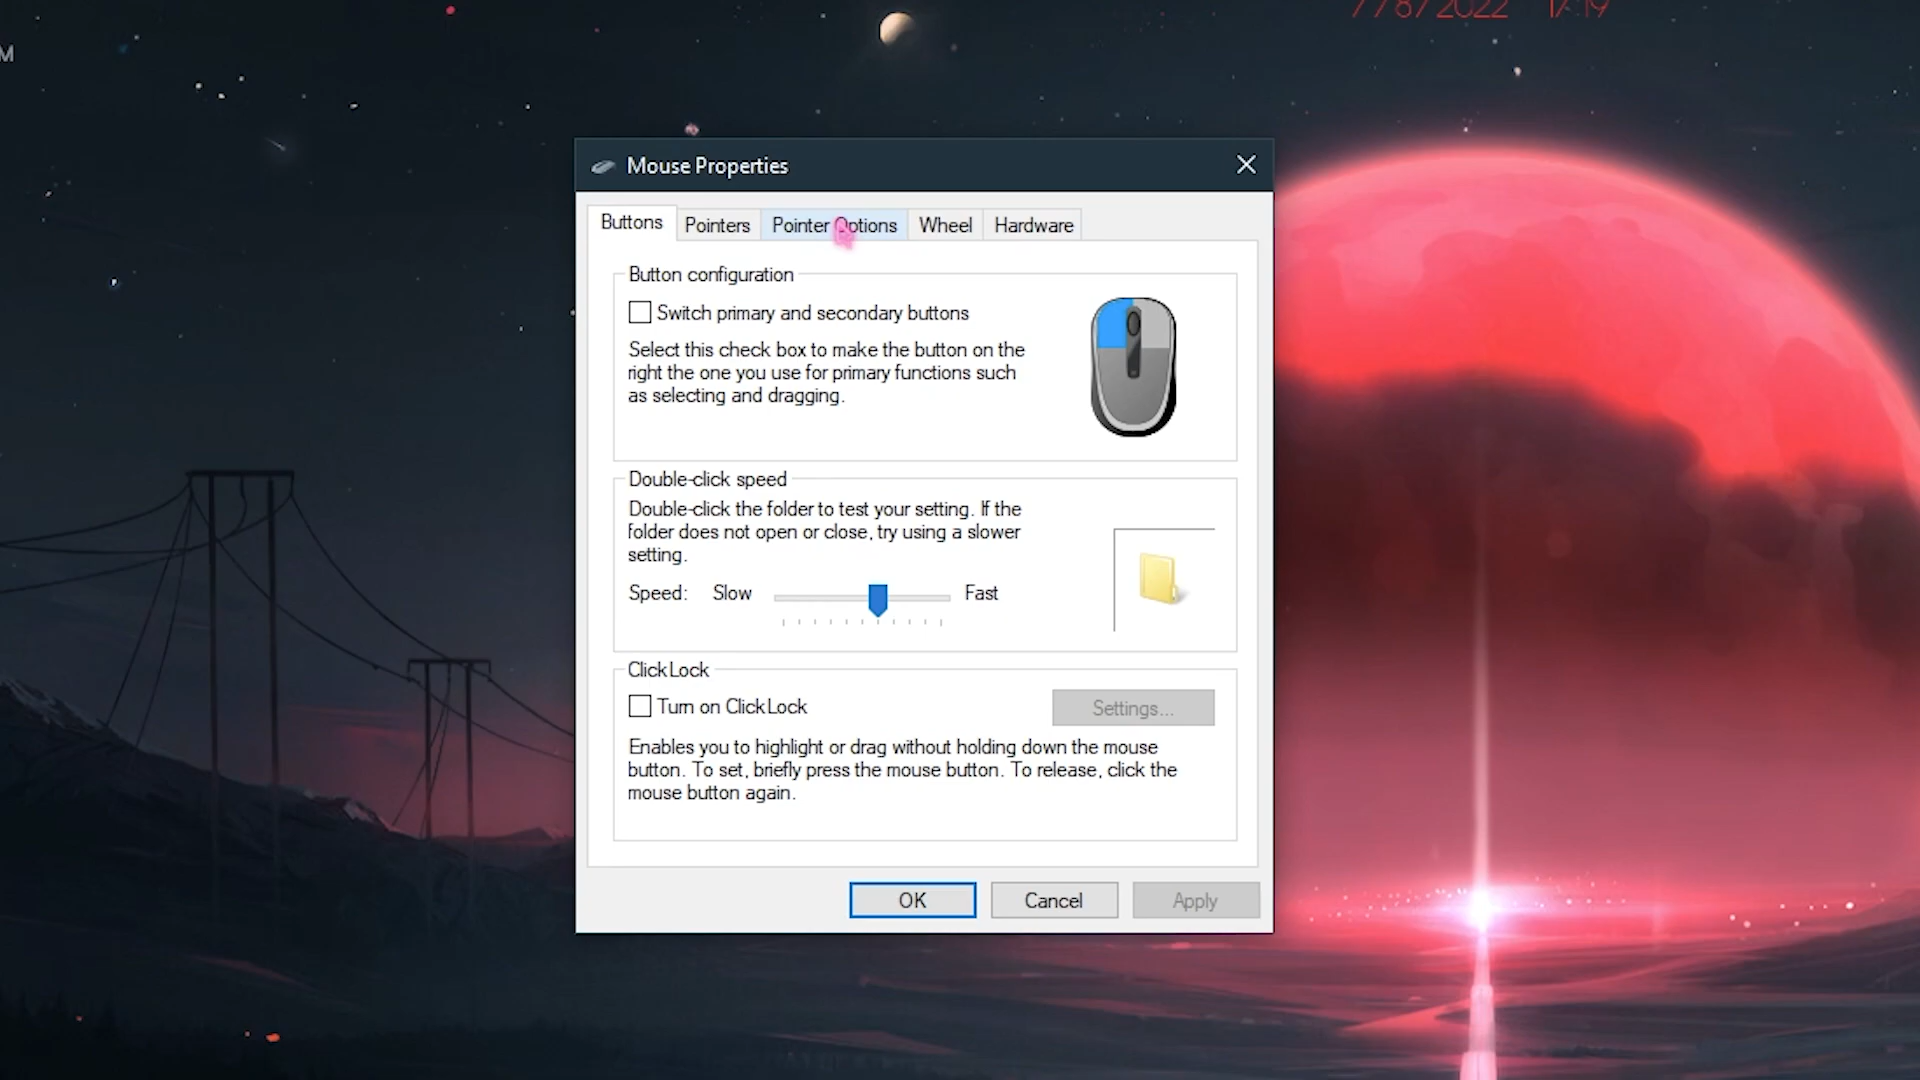 7/8/2022 17:19
M
Mouse Properties
Buttons Pointers Pointer Options Wheel Hardware
Button configuration
Switch primary and secondary buttons
Select this check box to make the button on the
right the one you use for primary functions such
as selecting and dragging.
Double-click speed
Double-click the folder to test your setting. If the
folder does not open or close, try using a slower
setting.
Speed: Slow Fast
ClickLock
Turn on ClickLock Settings...
Enables you to highlight or drag without holding down the mouse
button. To set, briefly press the mouse button. To release, click the
mouse button again.
OK Cancel Apply